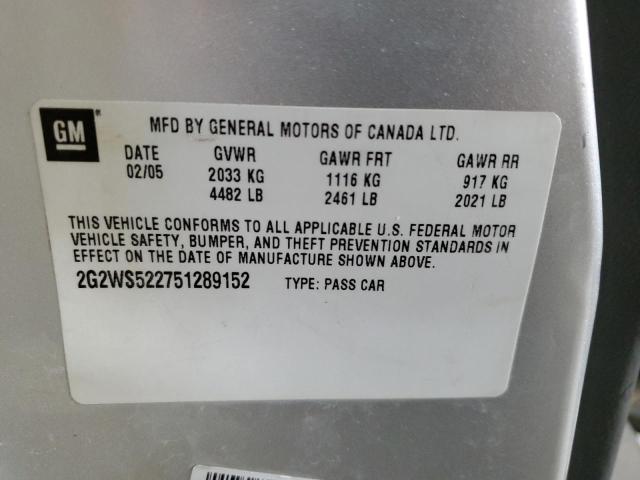 GM
MFD BY GENERAL MOTORS OF CANADA LTD.
DATE GVWR GAWR FRT GAWR RR
02/05 2033 KG 1116 KG 917 KG
4482 LB 2461 LB 2021 LB
THIS VEHICLE CONFORMS TO ALL APPLICABLE U.S. FEDERAL MOTOR
VEHICLE SAFETY, BUMPER, AND THEFT PREVENTION STANDARDS IN
EFFECT ON THE DATE OF MANUFACTURE SHOWN ABOVE.
2G2WS522751289152 TYPE: PASS CAR